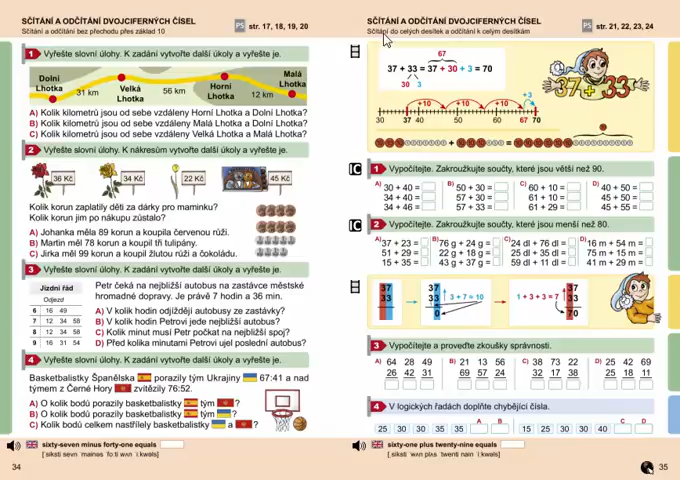 SČÍTÁNÍ A ODČÍTÁNÍ DVOJCIFERNÝCH ČÍSEL
Sčítání a odčítání bez přechodu přes základ 10
PS str. 17, 18, 19, 20
1 Vyřešte slovní úlohy. K zadání vytvořte další úkoly a vyřešte je.
Dolní Lhotka
31 km
Velká Lhotka
56 km
Horní Lhotka
12 km
Malá Lhotka
A) Kolik kilometrů jsou od sebe vzdáleny Horní Lhotka a Dolní Lhotka?
B) Kolik kilometrů jsou od sebe vzdáleny Malá Lhotka a Dolní Lhotka?
C) Kolik kilometrů jsou od sebe vzdáleny Velká Lhotka a Malá Lhotka?
2 Vyřešte slovní úlohy. K nákresům vytvořte další úkoly a vyřešte je.
36 Kč
34 Kč
22 Kč
45 Kč
Kolik korun zaplatily děti za dárky pro maminku?
Kolik korun jim po nákupu zůstalo?
A) Johanka měla 89 korun a koupila červenou růži.
B) Martin měl 78 korun a koupil tři tulipány.
C) Jirka měl 99 korun a koupil žlutou růži a čokoládu.
3 Vyřešte slovní úlohy. K zadání vytvořte další úkoly a vyřešte je.
Jízdní řád
Odjezd
6 16 49
7 12 34 58
8 12 34 58
9 16 31 54
Petr čeká na nejbližší autobus na zastávce městské
hromadné dopravy. Je právě 7 hodin a 36 min.
A) V kolik hodin odjíždějí autobusy ze zastávky?
B) V kolik hodin Petrovi jede nejbližší autobus?
C) Kolik minut musí Petr počkat na nejbližší spoj?
D) Před kolika minutami Petrovi ujel poslední autobus?
4 Vyřešte slovní úlohy. K zadání vytvořte další úkoly a vyřešte je.
Basketbalistky Španělska porazily tým Ukrajiny 67:41 a nad
týmem z Černé Hory zvítězily 76:52.
A) O kolik bodů porazily basketbalistky tým ?
B) O kolik bodů porazily basketbalistky tým ?
C) Kolik bodů celkem nastřílely basketbalistky a ?
sixty-seven minus forty-one equals
34
SČÍTÁNÍ A ODČÍTÁNÍ DVOJCIFERNÝCH ČÍSEL
Sčítání do celých desítek a odčítání k celým desítkám
PS str. 21, 22, 23, 24
67
37 + 33 = 37 + 30 + 3 = 70
30 3
37 + 33
+10 +10 +10 +3
30 37 40 50 60 67 70
1 Vypočítejte. Zakroužkujte součty, které jsou větší než 90.
A) 30 + 40 =
34 + 40 =
34 + 46 =
B) 50 + 30 =
57 + 30 =
57 + 33 =
C) 60 + 10 =
61 + 10 =
61 + 29 =
D) 40 + 50 =
45 + 50 =
45 + 55 =
2 Vypočítejte. Zakroužkujte součty, které jsou menší než 80.
A) 37 + 23 =
51 + 29 =
15 + 35 =
B) 76 g + 24 g =
22 g + 18 g =
43 g + 37 g =
C) 24 dl + 76 dl =
25 dl + 35 dl =
59 dl + 11 dl =
D) 16 m + 54 m =
75 m + 15 m =
41 m + 29 m =
37
33
37
33
0
3 + 7 = 10
1 + 3 + 3 = 7
37
33
70
3 Vypočítejte a proveďte zkoušky správnosti.
A) 64 28 49
26 42 31
B) 21 13 56
69 57 24
C) 38 73 22
32 17 38
D) 25 42 69
25 48 11
4 V logických řadách doplňte chybějící čísla.
A B
25 30 30 35 35
C D
15 25 30 30 40
sixty-one plus twenty-nine equals
35